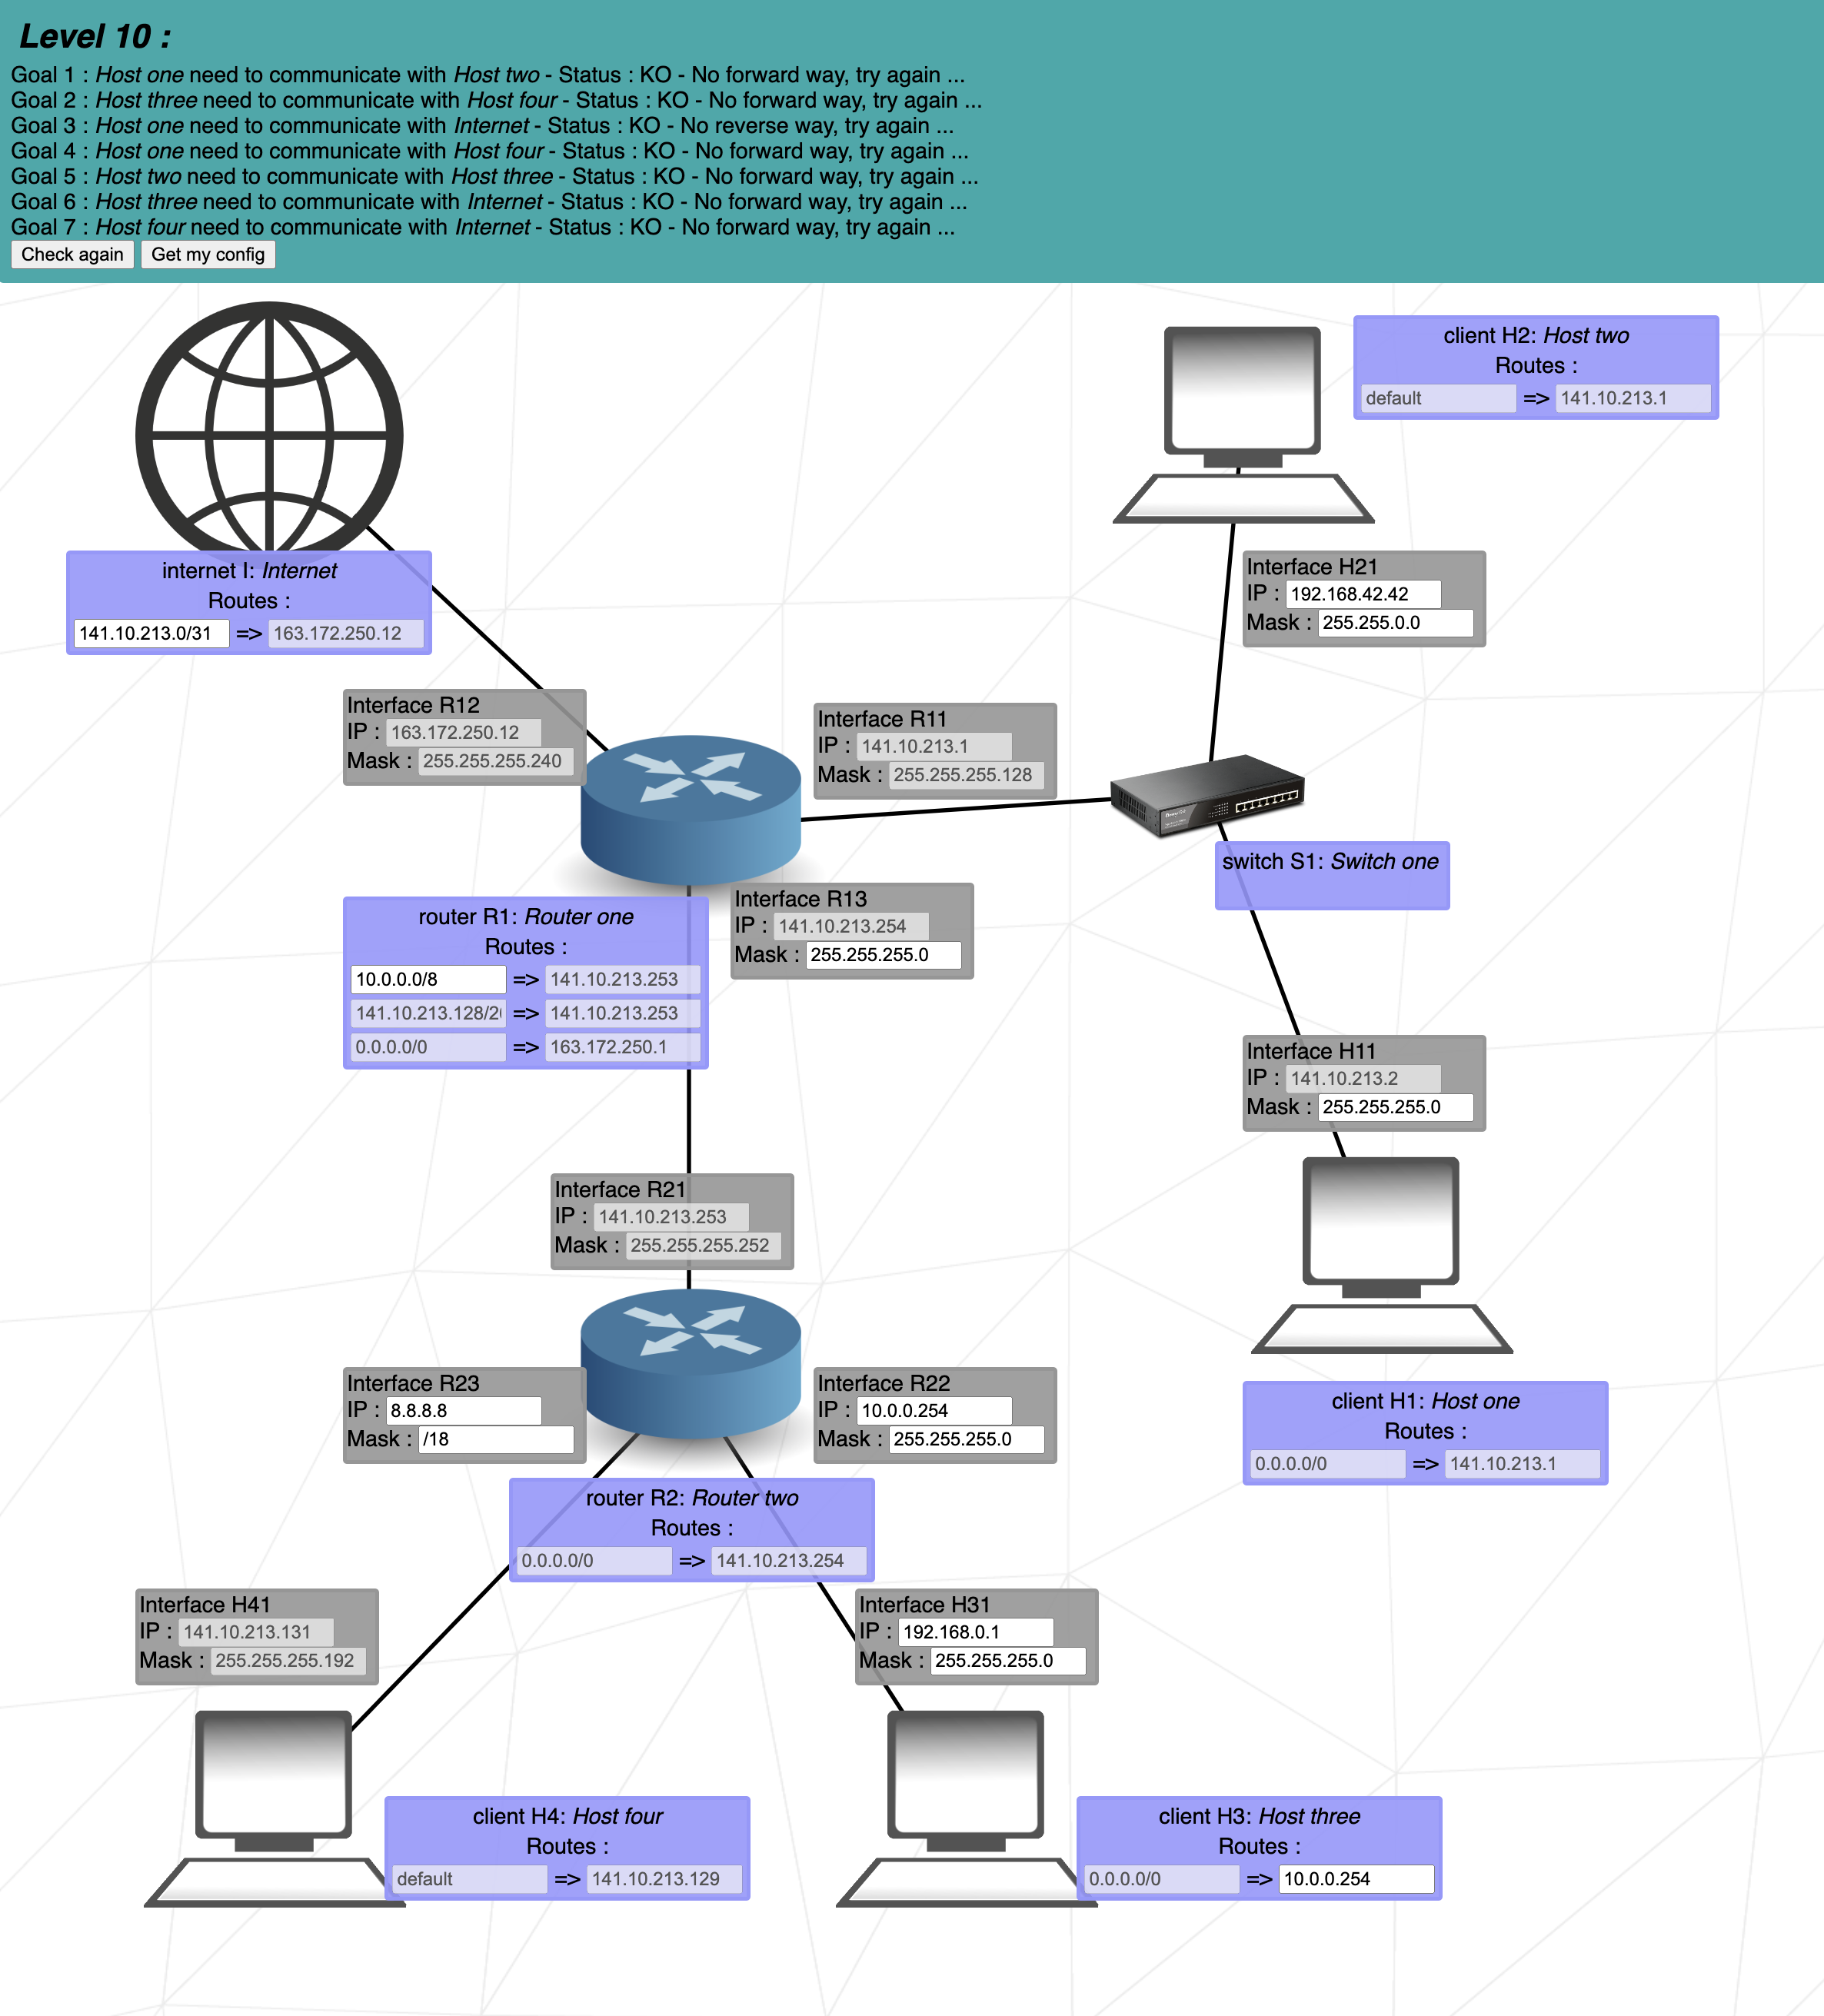 Level 10 :
Goal 1 : Host one need to communicate with Host two - Status : KO - No forward way, try again ...
Goal 2 : Host three need to communicate with Host four - Status : KO - No forward way, try again ...
Goal 3 : Host one need to communicate with Internet - Status : KO - No reverse way, try again ...
Goal 4 : Host one need to communicate with Host four - Status : KO - No forward way, try again ...
Goal 5 : Host two need to communicate with Host three - Status : KO - No forward way, try again ...
Goal 6 : Host three need to communicate with Internet - Status : KO - No forward way, try again ...
Goal 7 : Host four need to communicate with Internet - Status : KO - No forward way, try again ...
Check again Get my config
client H2: Host two
Routes :
default => 141.10.213.1
Interface H21
IP : 192.168.42.42
Mask : 255.255.0.0
internet I: Internet
Routes :
141.10.213.0/31 => 163.172.250.12
Interface R12
IP : 163.172.250.12
Mask : 255.255.255.240
Interface R11
IP : 141.10.213.1
Mask : 255.255.255.128
switch S1: Switch one
Interface R13
IP : 141.10.213.254
Mask : 255.255.255.0
router R1: Router one
Routes :
10.0.0.0/8 => 141.10.213.253
141.10.213.128/2 => 141.10.213.253
0.0.0.0/0 => 163.172.250.1
Interface H11
IP : 141.10.213.2
Mask : 255.255.255.0
Interface R21
IP : 141.10.213.253
Mask : 255.255.255.252
Interface R23
IP : 8.8.8.8
Mask : /18
Interface R22
IP : 10.0.0.254
Mask : 255.255.255.0
client H1: Host one
Routes :
0.0.0.0/0 => 141.10.213.1
router R2: Router two
Routes :
0.0.0.0/0 => 141.10.213.254
Interface H41
IP : 141.10.213.131
Mask : 255.255.255.192
Interface H31
IP : 192.168.0.1
Mask : 255.255.255.0
client H4: Host four
Routes :
default => 141.10.213.129
client H3: Host three
Routes :
0.0.0.0/0 => 10.0.0.254